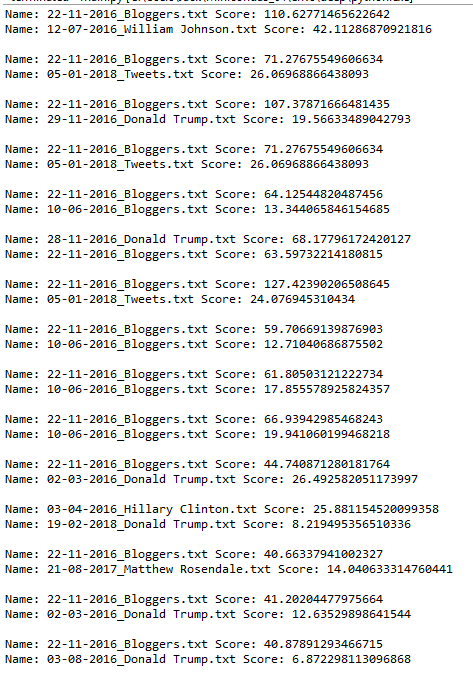 Name: 22-11-2016_Bloggers.txt Score: 110.62771465622642
Name: 12-07-2016_William Johnson.txt Score: 42.11286870921816
Name: 22-11-2016_Bloggers.txt Score: 71.27675549606634
Name: 05-01-2018_Tweets.txt Score: 26.06968866438093
Name: 22-11-2016_Bloggers.txt Score: 107.37871666481435
Name: 29-11-2016_Donald Trump.txt Score: 19.56633489042793
Name: 22-11-2016_Bloggers.txt Score: 71.27675549606634
Name: 05-01-2018_Tweets.txt Score: 26.06968866438093
Name: 22-11-2016_Bloggers.txt Score: 64.12544820487456
Name: 10-06-2016_Bloggers.txt Score: 13.344065846154685
Name: 28-11-2016_Donald Trump.txt Score: 68.17796172420127
Name: 22-11-2016_Bloggers.txt Score: 63.59732214180815
Name: 22-11-2016_Bloggers.txt Score: 127.42390206508645
Name: 05-01-2018_Tweets.txt Score: 24.076945310434
Name: 22-11-2016_Bloggers.txt Score: 59.70669139876903
Name: 10-06-2016_Bloggers.txt Score: 12.71040686875502
Name: 22-11-2016_Bloggers.txt Score: 61.80503121222734
Name: 10-06-2016_Bloggers.txt Score: 17.855578925824357
Name: 22-11-2016_Bloggers.txt Score: 66.93942985468243
Name: 10-06-2016_Bloggers.txt Score: 19.941060199468218
Name: 22-11-2016_Bloggers.txt Score: 44.740871280181764
Name: 02-03-2016_Donald Trump.txt Score: 26.492582051173997
Name: 03-04-2016_Hillary Clinton.txt Score: 25.881154520099358
Name: 19-02-2018_Donald Trump.txt Score: 8.219495356510336
Name: 22-11-2016_Bloggers.txt Score: 40.66337941002327
Name: 21-08-2017_Matthew Rosendale.txt Score: 14.040633314760441
Name: 22-11-2016_Bloggers.txt Score: 41.20204477975664
Name: 02-03-2016_Donald Trump.txt Score: 12.63529898641544
Name: 22-11-2016_Bloggers.txt Score: 40.87891293466715
Name: 03-08-2016_Donald Trump.txt Score: 6.872298113096868